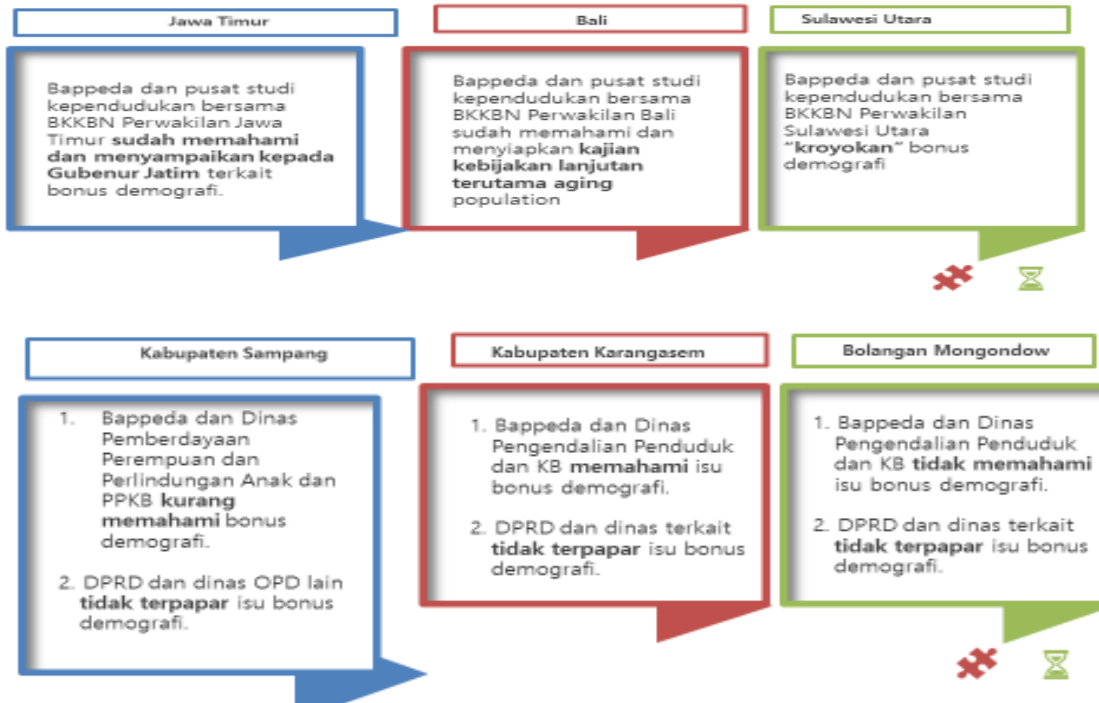 Jawa Timur
Bappeda dan pusat studi
kependudukan bersama
BKKBN Perwakilan Jawa
Timur sudah memahami
dan menyampaikan kepada
Gubenur Jatim terkait
bonus demografi.
Bali
Bappeda dan pusat studi
kependudukan bersama
BKKBN Perwakilan Bali
sudah memahami dan
menyiapkan kajian
kebijakan lanjutan
terutama aging
population
Sulawesi Utara
Bappeda dan pusat studi
kependudukan bersama
BKKBN Perwakilan
Sulawesi Utara
“kroyokan” bonus
demografi
Kabupaten Sampang
1. Bappeda dan Dinas
Pemberdayaan
Perempuan dan
Perlindungan Anak dan
PPKB kurang
memahami bonus
demografi.
2. DPRD dan dinas OPD lain
tidak terpapar isu bonus
demografi.
Kabupaten Karangasem
1. Bappeda dan Dinas
Pengendalian Penduduk
dan KB memahami isu
bonus demografi.
2. DPRD dan dinas terkait
tidak terpapar isu bonus
demografi.
Bolangan Mongondow
1. Bappeda dan Dinas
Pengendalian Penduduk
dan KB tidak memahami
isu bonus demografi.
2. DPRD dan dinas terkait
tidak terpapar isu bonus
demografi.